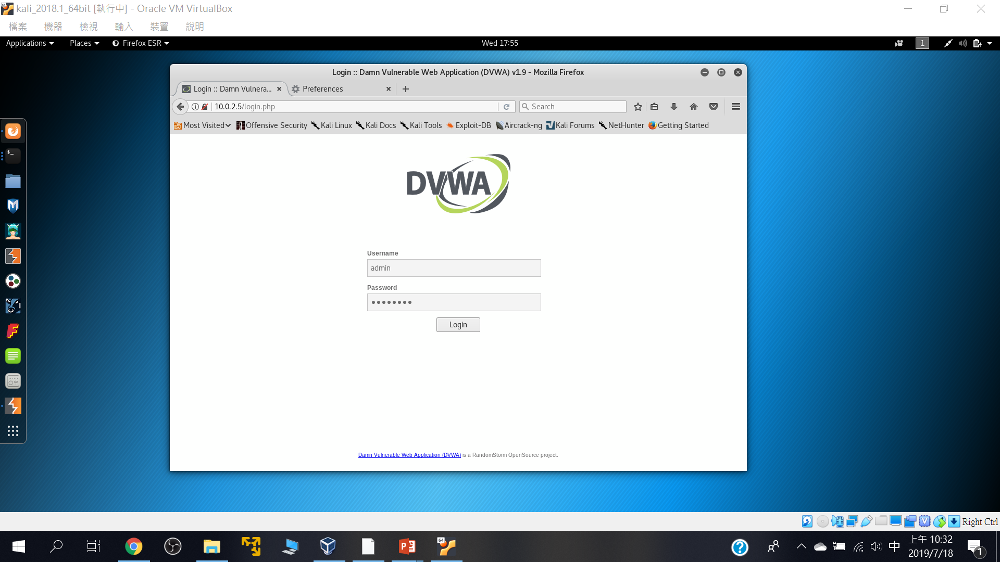 kali_2018.1_64bit [執行中] - Oracle VM VirtualBox
檔案 機器 檢視 輸入 裝置 說明
Applications Places Firefox ESR Wed 17:55 1
Login :: Damn Vulnerable Web Application (DVWA) v1.9 - Mozilla Firefox
Login :: Damn Vulnera... Preferences
10.0.2.5/login.php Search
Most Visited Offensive Security Kali Linux Kali Docs Kali Tools Exploit-DB Aircrack-ng Kali Forums NetHunter Getting Started
DVWA
Username
admin
Password
••••••••
Login
Damn Vulnerable Web Application (DVWA) is a RandomStorm OpenSource project.
Right Ctrl
中 上午 10:32
2019/7/18
1